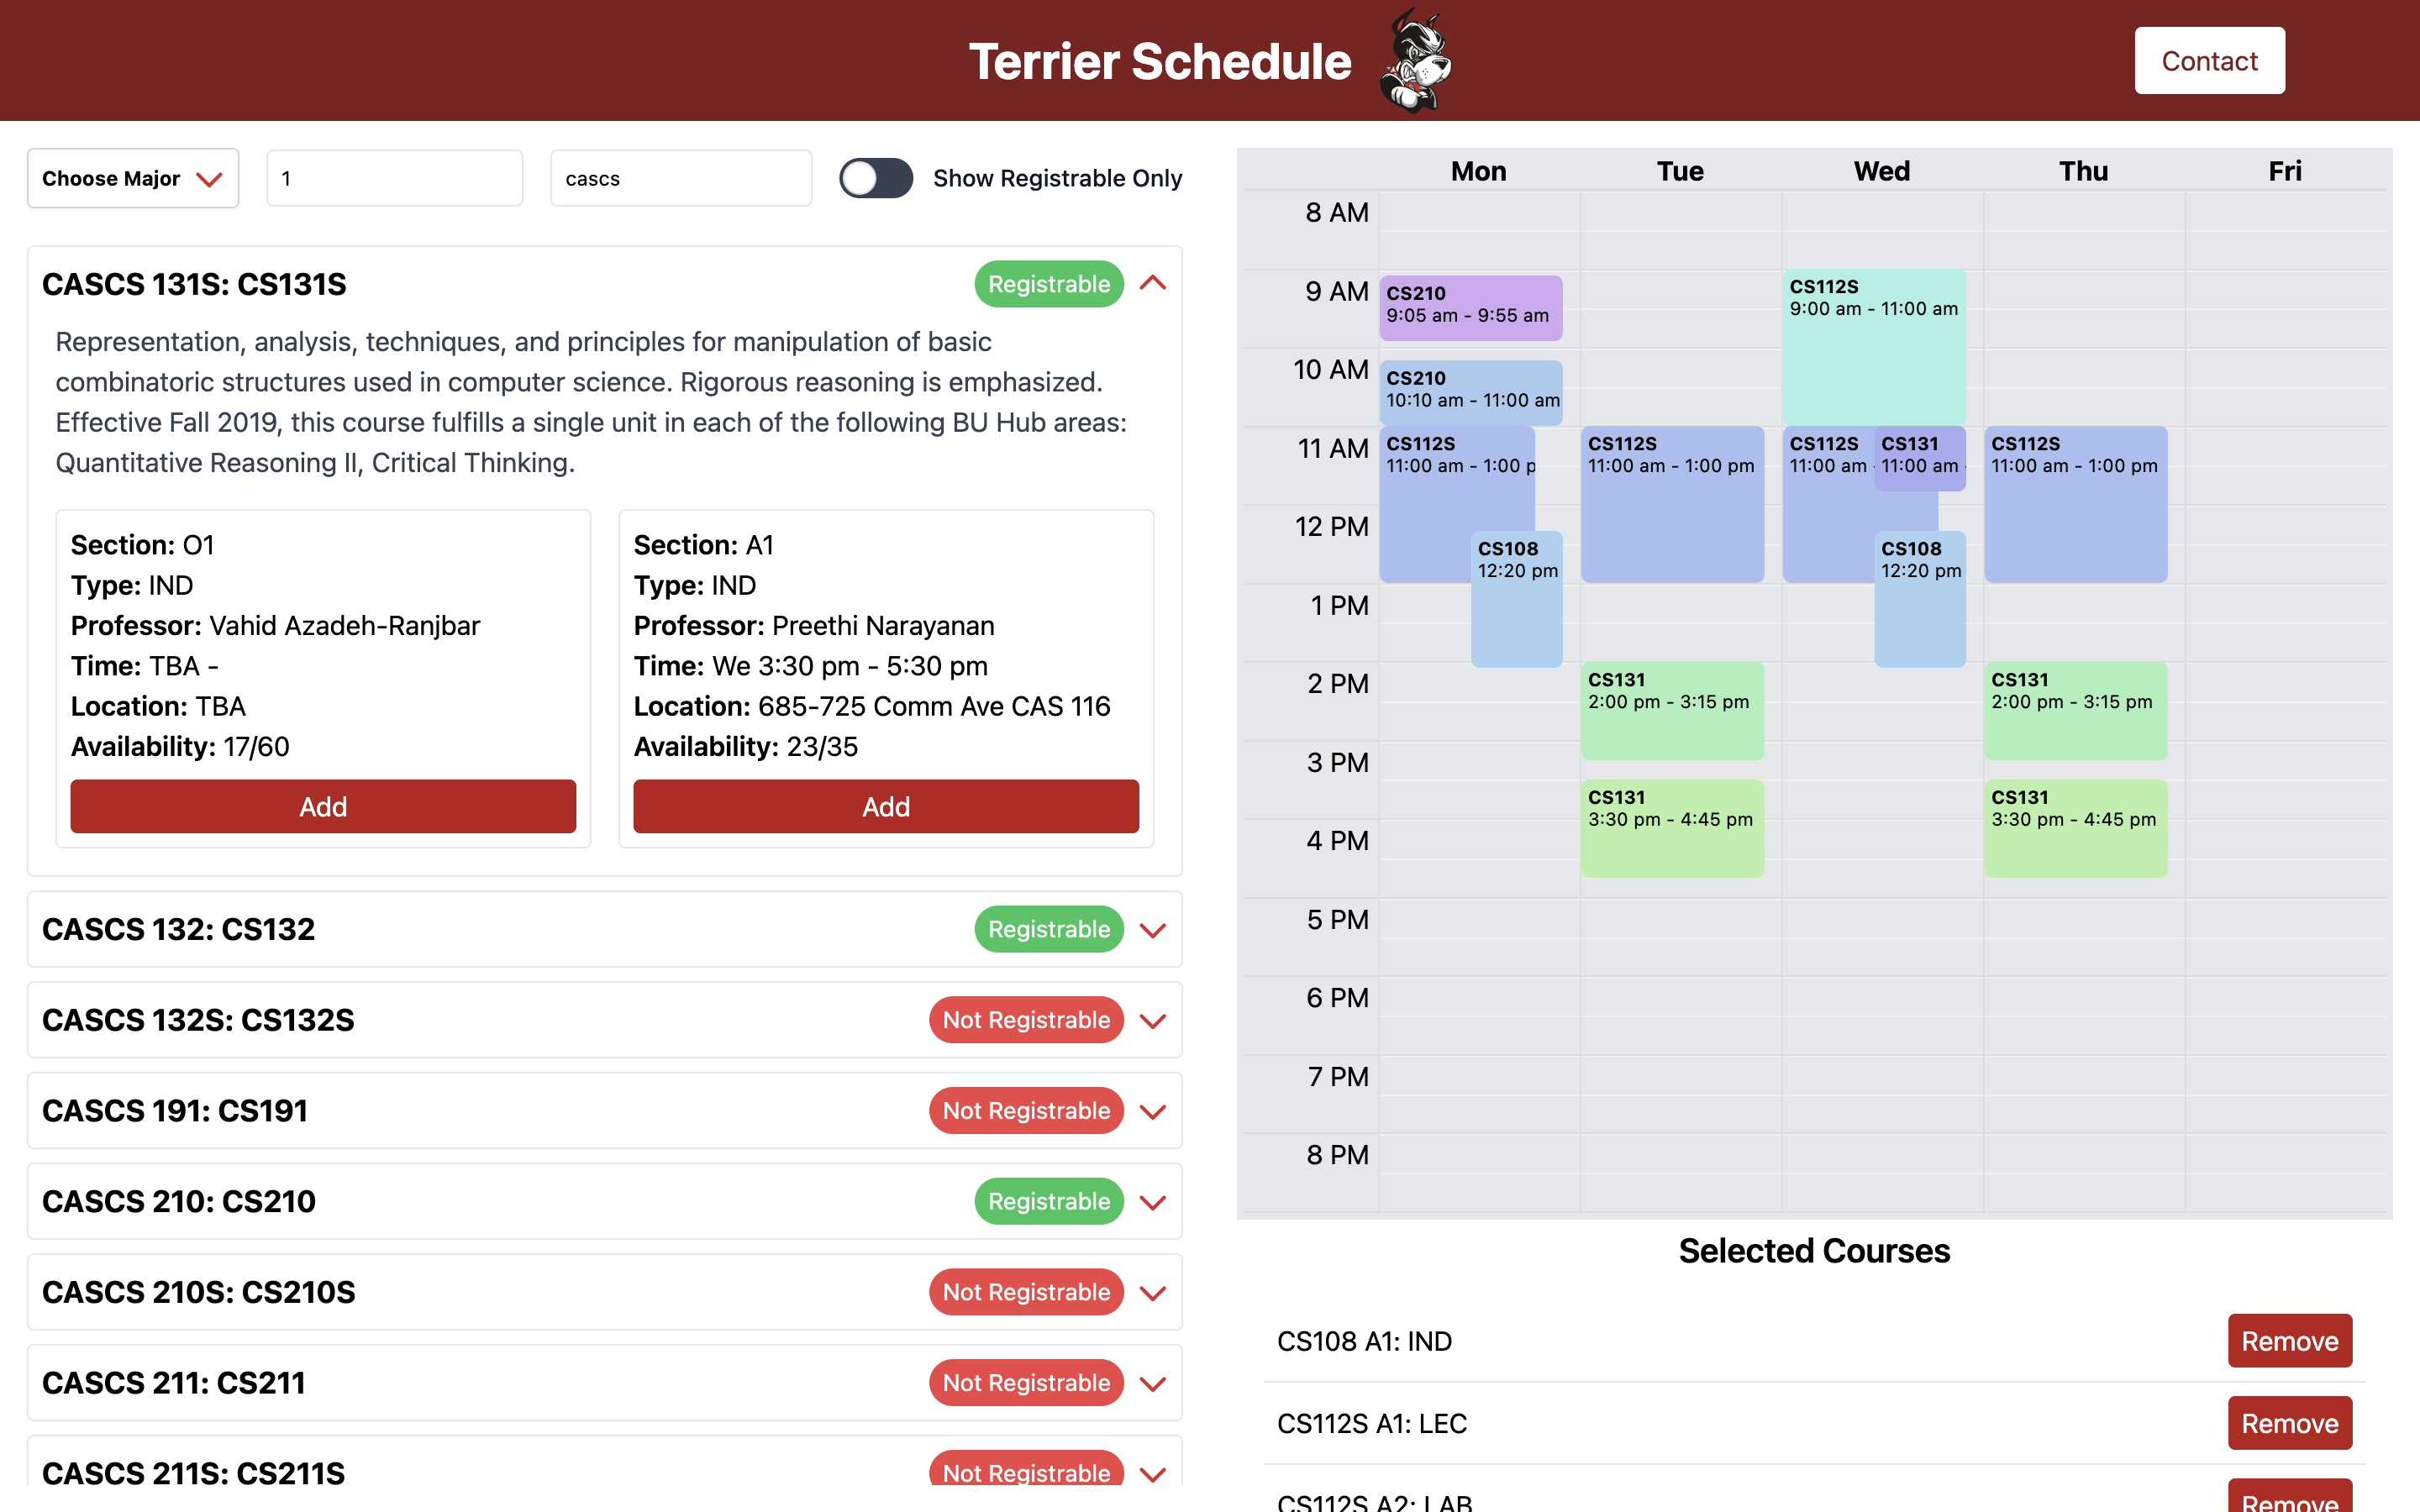 Terrier Schedule
Contact
Choose Major
1
cascs
Show Registrable Only
CASCS 131S: CS131S
Registrable
Representation, analysis, techniques, and principles for manipulation of basic
combinatoric structures used in computer science. Rigorous reasoning is emphasized.
Effective Fall 2019, this course fulfills a single unit in each of the following BU Hub areas:
Quantitative Reasoning II, Critical Thinking.
Section: O1
Type: IND
Professor: Vahid Azadeh-Ranjbar
Time: TBA -
Location: TBA
Availability: 17/60
Add
Section: A1
Type: IND
Professor: Preethi Narayanan
Time: We 3:30 pm - 5:30 pm
Location: 685-725 Comm Ave CAS 116
Availability: 23/35
Add
CASCS 132: CS132
Registrable
CASCS 132S: CS132S
Not Registrable
CASCS 191: CS191
Not Registrable
CASCS 210: CS210
Registrable
CASCS 210S: CS210S
Not Registrable
CASCS 211: CS211
Not Registrable
CASCS 211S: CS211S
Not Registrable
Mon
Tue
Wed
Thu
Fri
8 AM
9 AM
10 AM
11 AM
12 PM
1 PM
2 PM
3 PM
4 PM
5 PM
6 PM
7 PM
8 PM
CS210
9:05 am - 9:55 am
CS210
10:10 am - 11:00 am
CS112S
11:00 am - 1:00 p
CS108
12:20 pm
CS112S
11:00 am - 1:00 pm
CS131
2:00 pm - 3:15 pm
CS131
3:30 pm - 4:45 pm
CS112S
9:00 am - 11:00 am
CS112S
11:00 am -
CS131
11:00 am -
CS108
12:20 pm
CS112S
11:00 am - 1:00 pm
CS131
2:00 pm - 3:15 pm
CS131
3:30 pm - 4:45 pm
Selected Courses
CS108 A1: IND
Remove
CS112S A1: LEC
Remove
CS112S A2: LAB
Remove